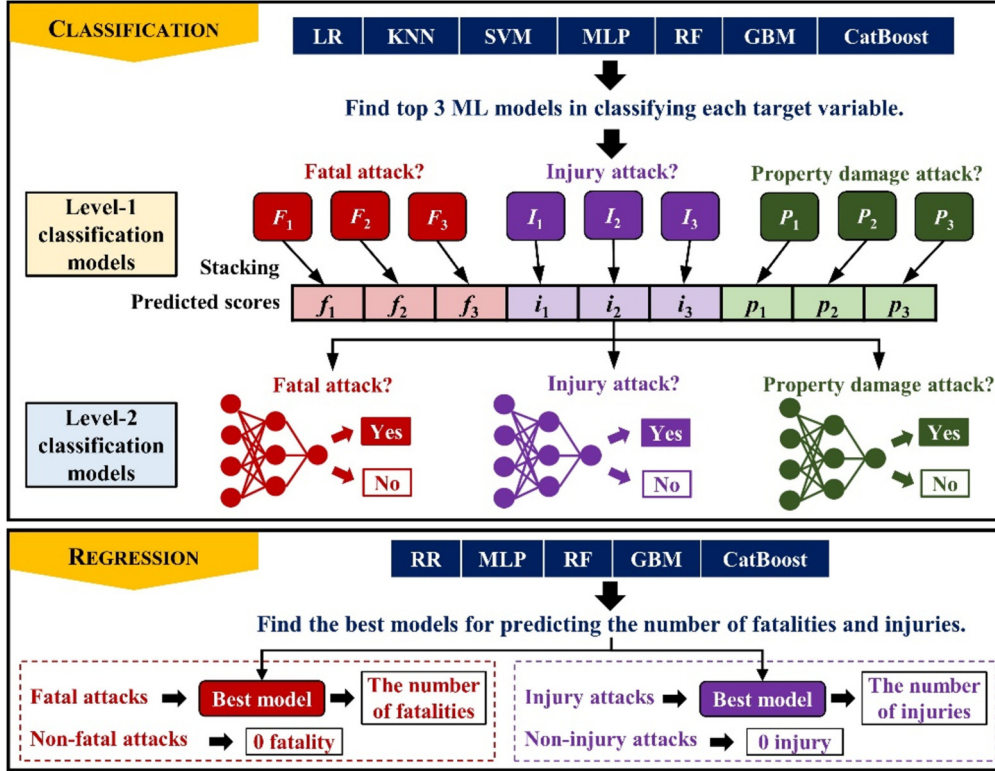 CLASSIFICATION
LR KNN SVM MLP RF GBM CatBoost
Find top 3 ML models in classifying each target variable.
Fatal attack? Injury attack? Property damage attack?
Level-1
classification
models
F1 F2 F3 I1 I2 I3 P1 P2 P3
Stacking
Predicted scores f1 f2 f3 i1 i2 i3 p1 p2 p3
Fatal attack? Injury attack? Property damage attack?
Level-2
classification
models
Yes Yes Yes
No No No
REGRESSION
RR MLP RF GBM CatBoost
Find the best models for predicting the number of fatalities and injuries.
Fatal attacks Best model The number
of fatalities
Non-fatal attacks 0 fatality
Injury attacks Best model The number
of injuries
Non-injury attacks 0 injury